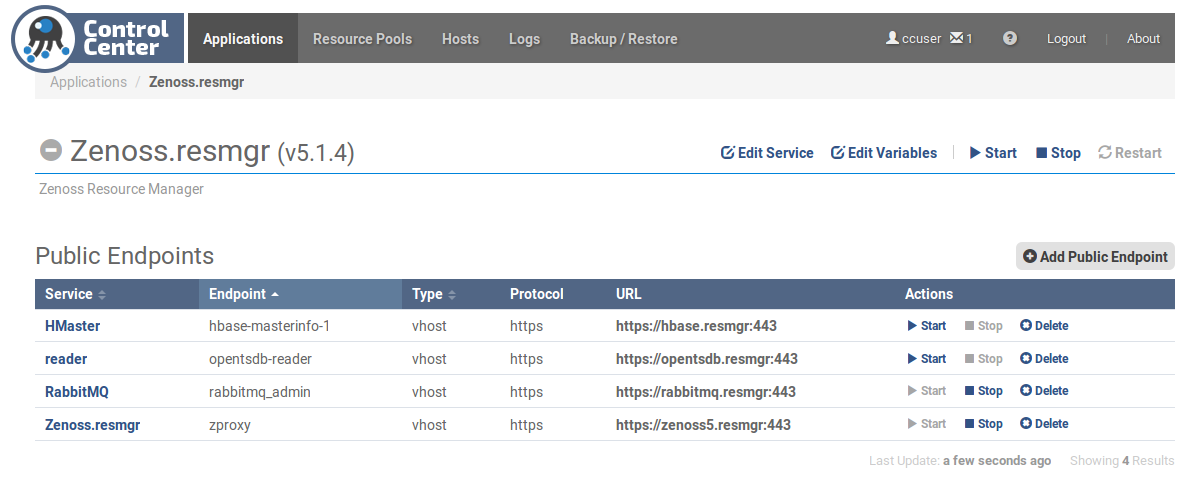 Control Center
Applications Resource Pools Hosts Logs Backup / Restore ccuser 1 ? Logout | About
Applications / Zenoss.resmgr
Zenoss.resmgr (v5.1.4)
Edit Service Edit Variables | Start Stop Restart
Zenoss Resource Manager
Public Endpoints
Add Public Endpoint
Service Endpoint Type Protocol URL Actions
HMaster hbase-masterinfo-1 vhost https https://hbase.resmgr:443 Start Stop Delete
reader opentsdb-reader vhost https https://opentsdb.resmgr:443 Start Stop Delete
RabbitMQ rabbitmq_admin vhost https https://rabbitmq.resmgr:443 Start Stop Delete
Zenoss.resmgr zproxy vhost https https://zenoss5.resmgr:443 Start Stop Delete
Last Update: a few seconds ago Showing 4 Results